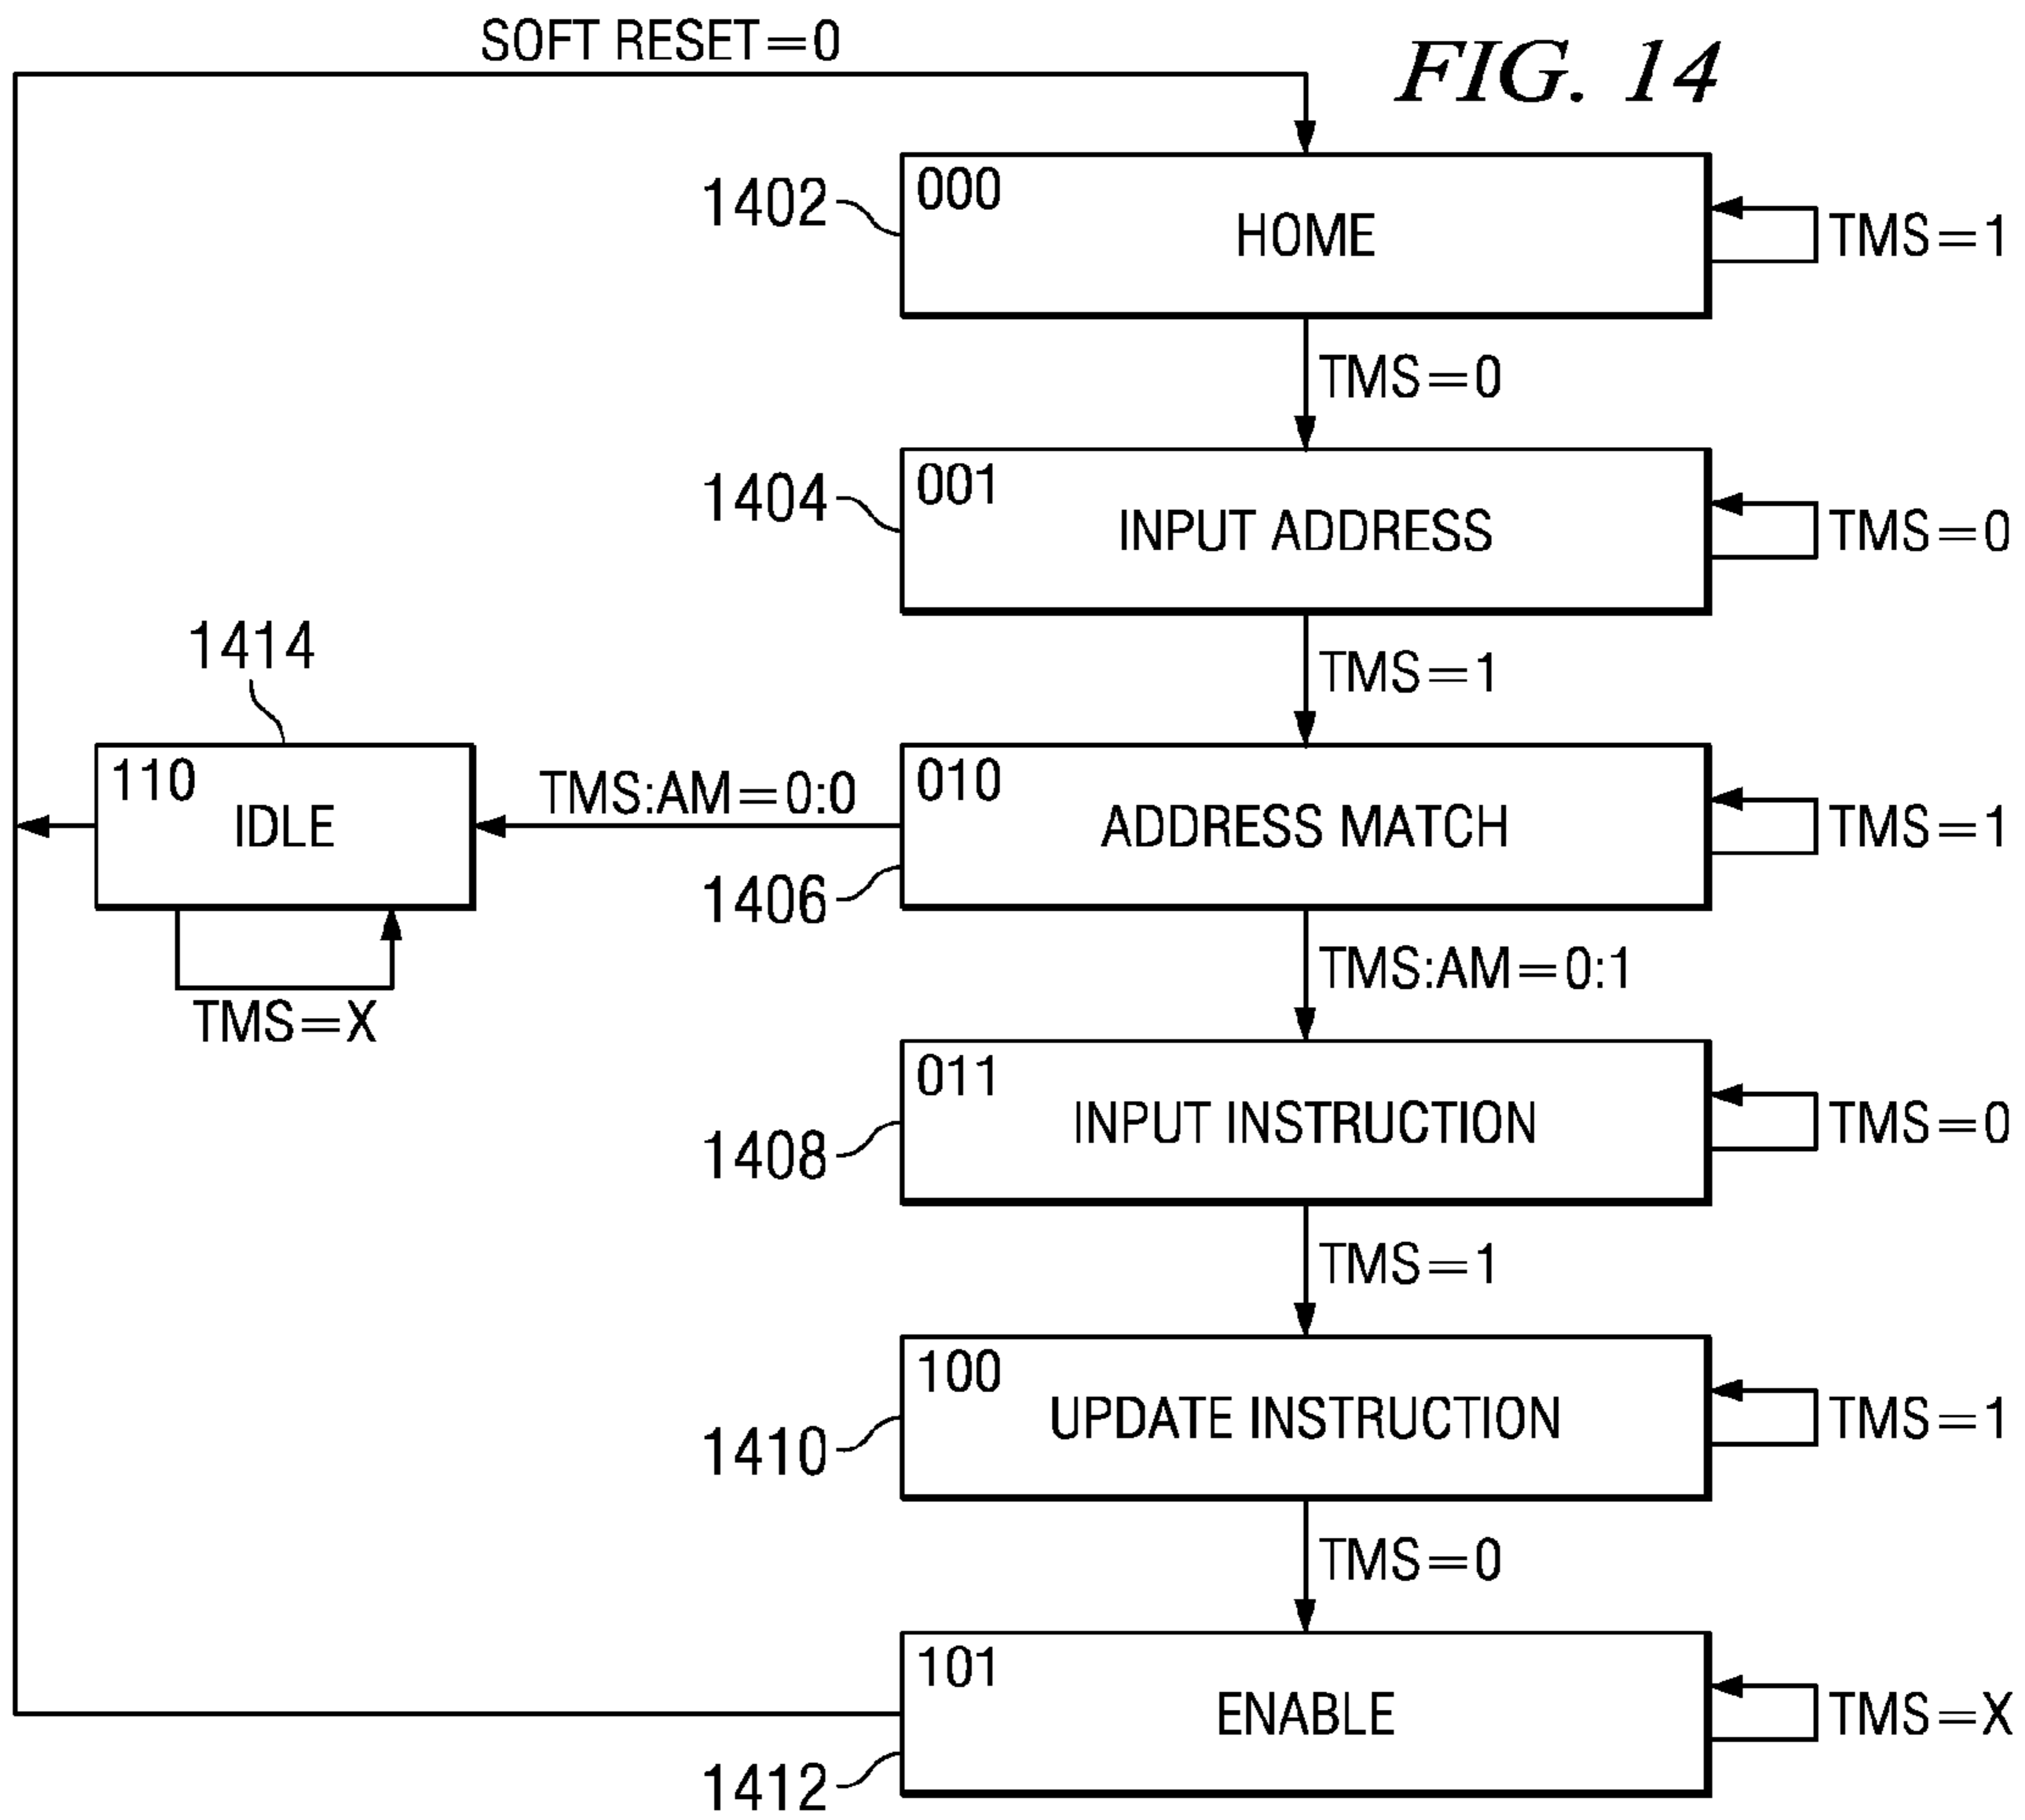 SOFT RESET=0
FIG. 14
1402
000
HOME
TMS=1
TMS=0
1404
001
INPUT ADDRESS
TMS=0
TMS=1
1414
110
IDLE
TMS=X
TMS:AM=0:0
010
ADDRESS MATCH
TMS=1
1406
TMS:AM=0:1
011
INPUT INSTRUCTION
TMS=0
1408
TMS=1
100
UPDATE INSTRUCTION
TMS=1
1410
TMS=0
101
ENABLE
TMS=X
1412